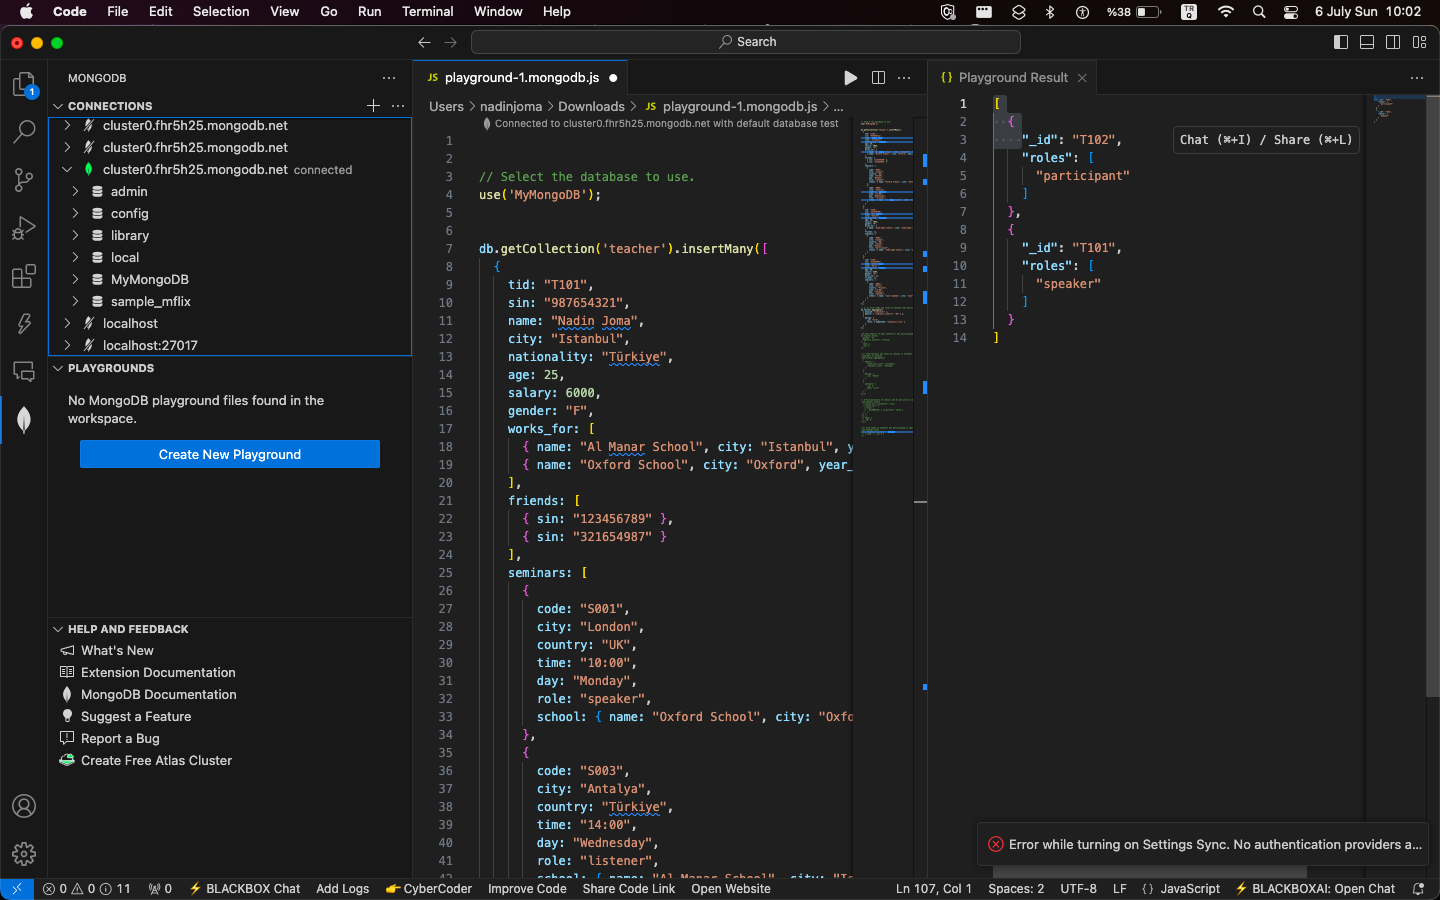 Code File Edit Selection View Go Run Terminal Window Help %38 TR Q 6 July Sun 10:02
Search
MONGODB
CONNECTIONS
cluster0.fhr5h25.mongodb.net
cluster0.fhr5h25.mongodb.net
cluster0.fhr5h25.mongodb.net connected
admin
config
library
local
MyMongoDB
sample_mflix
localhost
localhost:27017
PLAYGROUNDS
No MongoDB playground files found in the
workspace.
Create New Playground
HELP AND FEEDBACK
What's New
Extension Documentation
MongoDB Documentation
Suggest a Feature
Report a Bug
Create Free Atlas Cluster
1
JS playground-1.mongodb.js
Users > nadinjoma > Downloads > JS playground-1.mongodb.js > ...
Connected to cluster0.fhr5h25.mongodb.net with default database test
1
2
3 // Select the database to use.
4 use('MyMongoDB');
5
6
7 db.getCollection('teacher').insertMany([
8 {
9 tid: "T101",
10 sin: "987654321",
11 name: "Nadin Joma",
12 city: "Istanbul",
13 nationality: "Türkiye",
14 age: 25,
15 salary: 6000,
16 gender: "F",
17 works_for: [
18 { name: "Al Manar School", city: "Istanbul", y
19 { name: "Oxford School", city: "Oxford", year_
20 ],
21 friends: [
22 { sin: "123456789" },
23 { sin: "321654987" }
24 ],
25 seminars: [
26 {
27 code: "S001",
28 city: "London",
29 country: "UK",
30 time: "10:00",
31 day: "Monday",
32 role: "speaker",
33 school: { name: "Oxford School", city: "Oxfo
34 },
35 {
36 code: "S003",
37 city: "Antalya",
38 country: "Türkiye",
39 time: "14:00",
40 day: "Wednesday",
41 role: "listener",
42 school: { name: "Al Manar School", city: "Is
{} Playground Result
1 [
2 {
3 "_id": "T102",
4 "roles": [
5 "participant"
6 ]
7 },
8 {
9 "_id": "T101",
10 "roles": [
11 "speaker"
12 ]
13 }
14 ]
Chat (⌘+I) / Share (⌘+L)
Error while turning on Settings Sync. No authentication providers a...
0 0 11 0 BLACKBOX Chat Add Logs CyberCoder Improve Code Share Code Link Open Website Ln 107, Col 1 Spaces: 2 UTF-8 LF {} JavaScript BLACKBOXAI: Open Chat